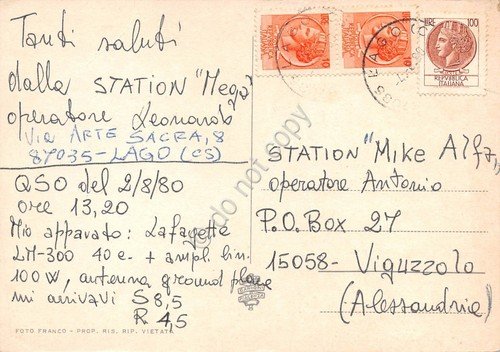 Tanti saluti
dalla STATION "Mega"
operatore Leonardo
Via ARTE SACRA, 8
87035-LAGO (CS)
QSO del 2/8/80
ore 13,20
Mio apparato: Lafayette
LM-300 40 e- + ampl. lin-
100W, antenna ground plane
mi arrivavi S 8,5
R 4,5
FOTO FRANCO - PROP. RIS. RIP. VIETATA
LIRE 100
REPVBBLICA
ITALIANA
STATION "Mike Alfa"
operatore Antonio
P.O. Box 27
15058- Viguzzolo
(Alessandria)
do not copy